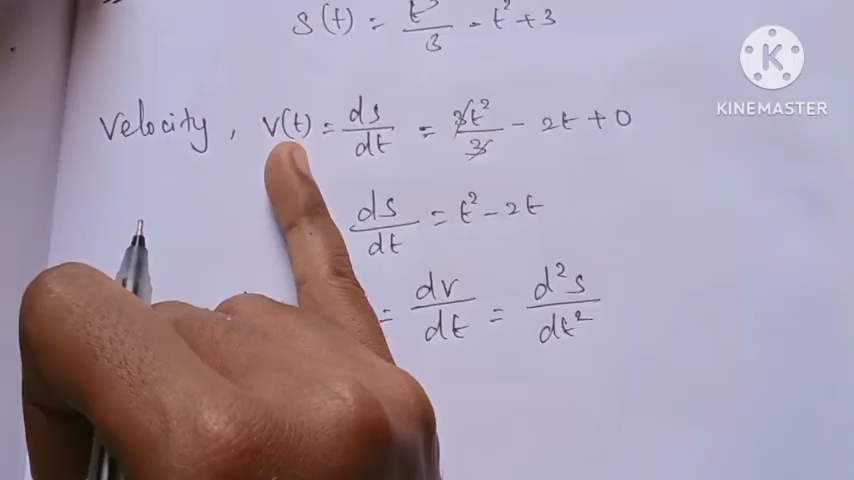 S(t) = t³/3 - t² + 3
KINEMASTER
Velocity, v(t) = ds/dt = 3t²/3 - 2t + 0
ds/dt = t² - 2t
= dv/dt = d²s/dt²